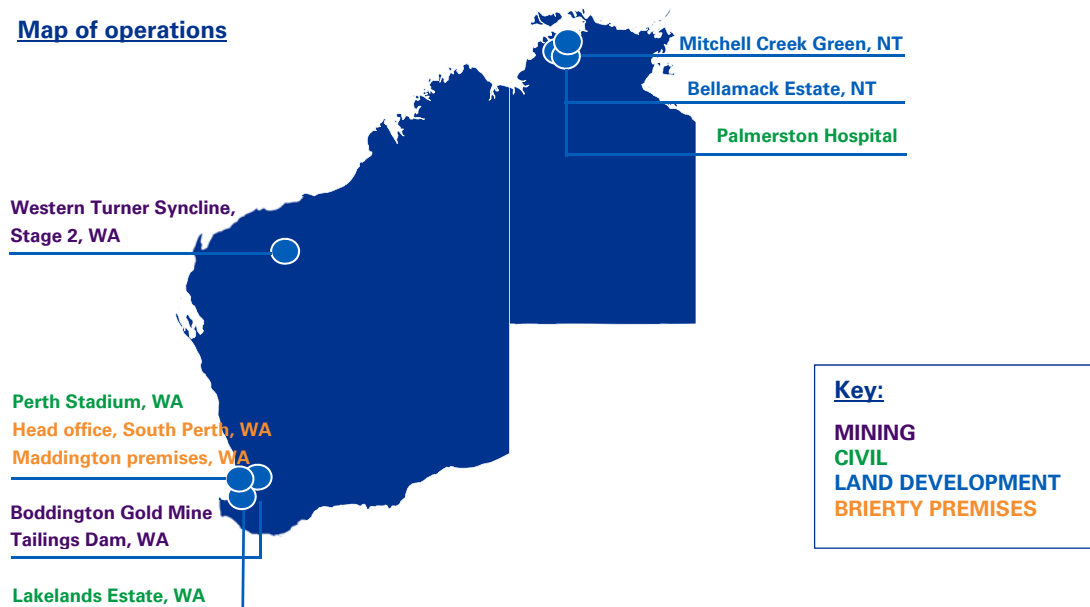 Map of operations
Mitchell Creek Green, NT
Bellamack Estate, NT
Palmerston Hospital
Western Turner Syncline,
Stage 2, WA
Perth Stadium, WA
Head office, South Perth, WA
Maddington premises, WA
Boddington Gold Mine
Tailings Dam, WA
Lakelands Estate, WA
Key:
MINING
CIVIL
LAND DEVELOPMENT
BRIERTY PREMISES